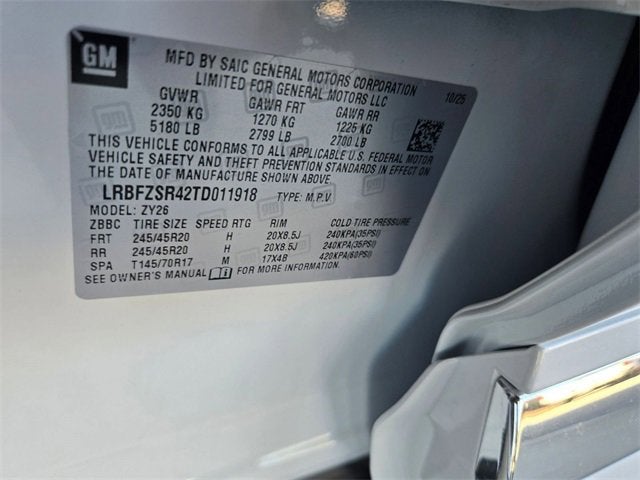 GM
MFD BY SAIC GENERAL MOTORS CORPORATION
LIMITED FOR GENERAL MOTORS LLC
10/25
GVWR GAWR FRT GAWR RR
2350 KG 1270 KG 1225 KG
5180 LB 2799 LB 2700 LB
THIS VEHICLE CONFORMS TO ALL APPLICABLE U.S. FEDERAL MOTOR
VEHICLE SAFETY AND THEFT PREVENTION STANDARDS IN EFFECT ON
THE DATE OF MANUFACTURE SHOWN ABOVE.
LRBFZSR42TD011918 TYPE: M.P.V
MODEL: ZY26
ZBBC TIRE SIZE SPEED RTG RIM COLD TIRE PRESSURE
FRT 245/45R20 H 20X8.5J 240KPA(35PSI)
RR 245/45R20 H 20X8.5J 240KPA(35PSI)
SPA T145/70R17 M 17X4B 420KPA(60PSI)
SEE OWNER'S MANUAL FOR MORE INFORMATION.